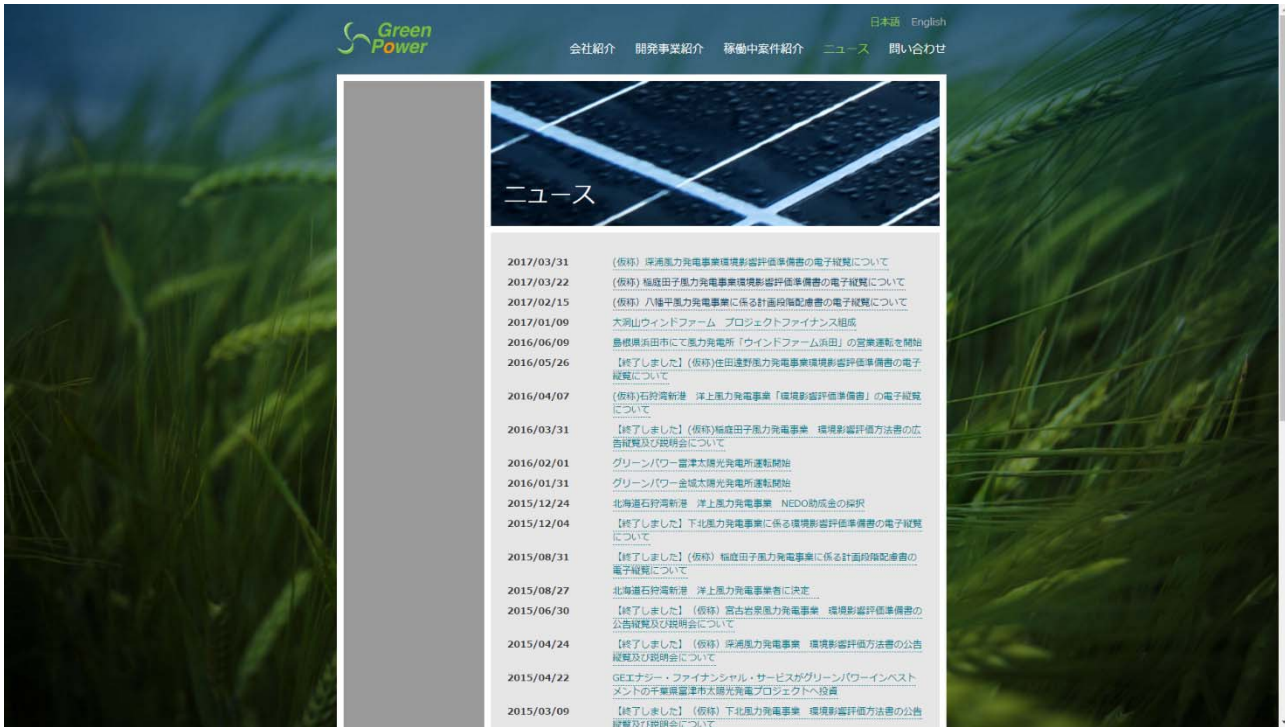 Green
Power
日本語 English
会社紹介 開発事業紹介 稼働中案件紹介 ニュース 問い合わせ
ニュース
2017/03/31 (仮称）深浦風力発電事業環境影響評価準備書の電子縦覧について
2017/03/22 (仮称) 稲庭田子風力発電事業環境影響評価準備書の電子縦覧について
2017/02/15 (仮称）八幡平風力発電事業に係る計画段階配慮書の電子縦覧について
2017/01/09 大洞山ウィンドファーム　プロジェクトファイナンス組成
2016/06/09 島根県浜田市にて風力発電所「ウインドファーム浜田」の営業運転を開始
2016/05/26 【終了しました】(仮称)住田遠野風力発電事業環境影響評価準備書の電子
縦覧について
2016/04/07 (仮称)石狩湾新港　洋上風力発電事業「環境影響評価準備書」の電子縦覧
について
2016/03/31 【終了しました】(仮称)稲庭田子風力発電事業　環境影響評価方法書の広
告縦覧及び説明会について
2016/02/01 グリーンパワー富津太陽光発電所運転開始
2016/01/31 グリーンパワー金城太陽光発電所運転開始
2015/12/24 北海道石狩湾新港　洋上風力発電事業　NEDO助成金の採択
2015/12/04 【終了しました】下北風力発電事業に係る環境影響評価準備書の電子縦覧
について
2015/08/31 【終了しました】(仮称）稲庭田子風力発電事業に係る計画段階配慮書の
電子縦覧について
2015/08/27 北海道石狩湾新港　洋上風力発電事業者に決定
2015/06/30 【終了しました】（仮称）宮古岩泉風力発電事業　環境影響評価準備書の
公告縦覧及び説明会について
2015/04/24 【終了しました】（仮称）深浦風力発電事業　環境影響評価方法書の公告
縦覧及び説明会について
2015/04/22 GEエナジー・ファイナンシャル・サービスがグリーンパワーインベスト
メントの千葉県富津市太陽光発電プロジェクトへ投資
2015/03/09 【終了しました】（仮称）下北風力発電事業　環境影響評価方法書の公告
縦覧及び説明会について